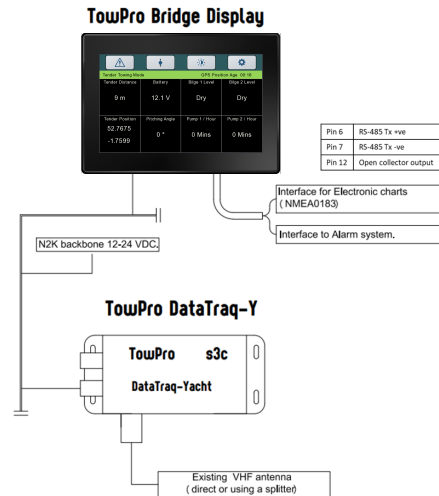 TowPro Bridge Display
Tender Towing Mode GPS Position Age 00:16
Tender Distance Battery Bilge 1 Level Bilge 2 Level
9 m 12.1 V Dry Dry
Tender Position Pitching Angle Pump 1 / Hour Pump 2 / Hour
52.7675
-1.7599
0 ° 0 Mins 0 Mins
Pin 6 RS-485 Tx +ve
Pin 7 RS-485 Tx -ve
Pin 12 Open collector output
Interface for Electronic charts
( NMEA0183)
Interface to Alarm system.
N2K backbone 12-24 VDC.
TowPro DataTraq-Y
TowPro s3c
DataTraq-Yacht
Existing VHF antenna
( direct or using a splitter)